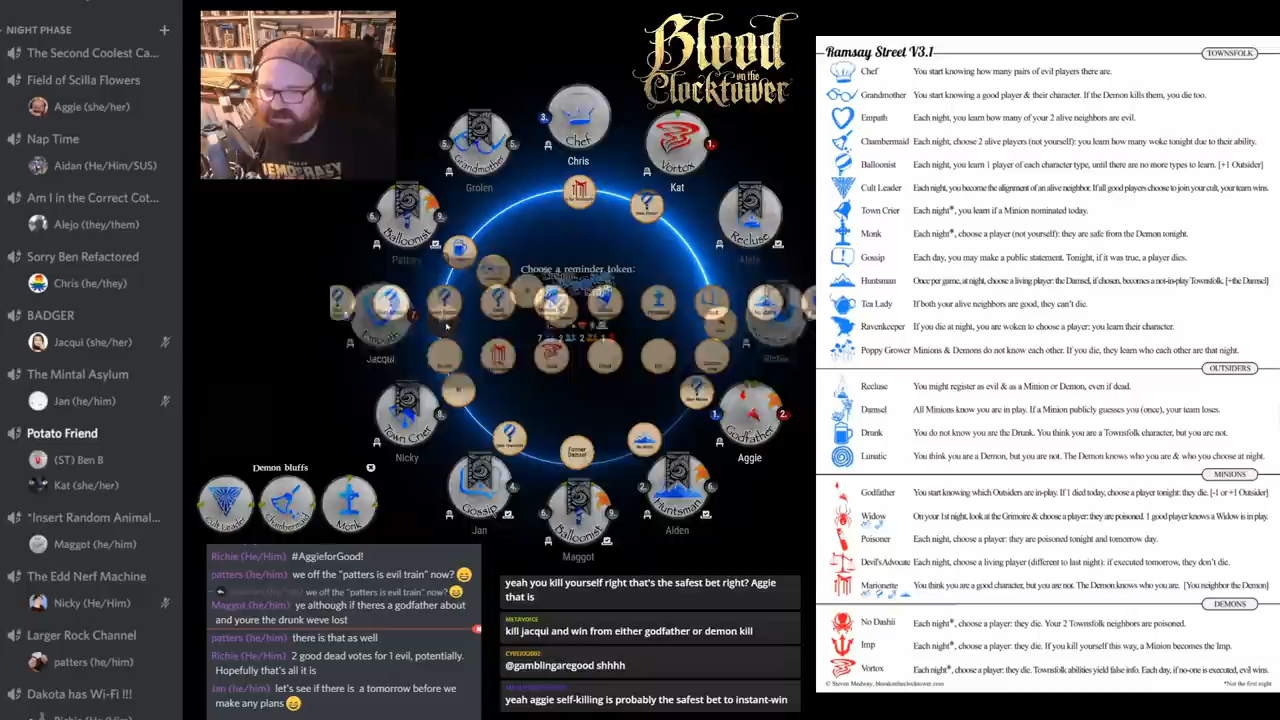 NIGHT PHASE
The Second Coolest Ca...
Field of Scilla Flowers
Aggie (she/her)
Nap Time
Aidan (He/Him/SUS)
Am I in the Correct Cot...
Alejo (they/them)
Sorry Ben Refactored
Chris (he/they)
BADGER
Jacqui (she/her)
The Mintal Asylum
Jan (he/him)
Potato Friend
(ST) Ben B
Kat (she/her)
"Insert Relevant Animal...
Maggot (he/him)
The Edd Nerf Machine
Nicky (they/Him)
Larger Rock Channel
patters (he/him)
Dawson's Wi-Fi !!!
Richie (He/Him)
Blood
on the
Clocktower
Chef
Chris
Vortox
Kat
Grolen
Recluse
Balloonist
Choose a reminder token:
Jacqui
Godfather
Aggie
Nicky
Gossip
Jan
Balloonist
Maggot
Huntsman
Aiden
Former
Damsel
Demon bluffs
Cult Leader
Chambermaid
Monk
Richie (He/Him) #AggieforGood!
patters (he/him) we off the "patters is evil train" now?
we off the "patters is evil train" now?
Maggot (he/him) ye although if theres a godfather about
and youre the drunk weve lost
patters (he/him) there is that as well
Richie (He/Him) 2 good dead votes for 1 evil, potentially.
Hopefully that's all it is
Jan (he/him) let's see if there is a tomorrow before we
make any plans
yeah you kill yourself right that's the safest bet right? Aggie
that is
METAVOICE
kill jacqui and win from either godfather or demon kill
@gamblingaregood shhhh
yeah aggie self-killing is probably the safest bet to instant-win
Ramsay Street V3.1
TOWNSFOLK
Chef You start knowing how many pairs of evil players there are.
Grandmother You start knowing a good player & their character. If the Demon kills them, you die too.
Empath Each night, you learn how many of your 2 alive neighbors are evil.
Chambermaid Each night, choose 2 alive players (not yourself): you learn how many woke tonight due to their ability.
Balloonist Each night, you learn 1 player of each character type, until there are no more types to learn. [+1 Outsider]
Cult Leader Each night, you become the alignment of an alive neighbor. If all good players choose to join your cult, your team wins.
Town Crier Each night*, you learn if a Minion nominated today.
Monk Each night*, choose a player (not yourself): they are safe from the Demon tonight.
Gossip Each day, you may make a public statement. Tonight, if it was true, a player dies.
Huntsman Once per game, at night, choose a living player: the Damsel, if chosen, becomes a not-in-play Townsfolk. [+the Damsel]
Tea Lady If both your alive neighbors are good, they can't die.
Ravenkeeper If you die at night, you are woken to choose a player: you learn their character.
Poppy Grower Minions & Demons do not know each other. If you die, they learn who each other are that night.
OUTSIDERS
Recluse You might register as evil & as a Minion or Demon, even if dead.
Damsel All Minions know you are in play. If a Minion publicly guesses you (once), your team loses.
Drunk You do not know you are the Drunk. You think you are a Townsfolk character, but you are not.
Lunatic You think you are a Demon, but you are not. The Demon knows who you are & who you choose at night.
MINIONS
Godfather You start knowing which Outsiders are in-play. If 1 died today, choose a player tonight: they die. [-1 or +1 Outsider]
Widow On your 1st night, look at the Grimoire & choose a player: they are poisoned. 1 good player knows a Widow is in play.
Poisoner Each night, choose a player: they are poisoned tonight and tomorrow day.
Devil's Advocate Each night, choose a living player (different to last night): if executed tomorrow, they don't die.
Marionette You think you are a good character, but you are not. The Demon knows who you are. [You neighbor the Demon]
DEMONS
No Dashii Each night*, choose a player: they die. Your 2 Townsfolk neighbors are poisoned.
Imp Each night*, choose a player: they die. If you kill yourself this way, a Minion becomes the Imp.
Vortox Each night*, choose a player: they die. Townsfolk abilities yield false info. Each day, if no-one is executed, evil wins.
© Steven Medway, bloodontheclocktower.com
*Not the first night